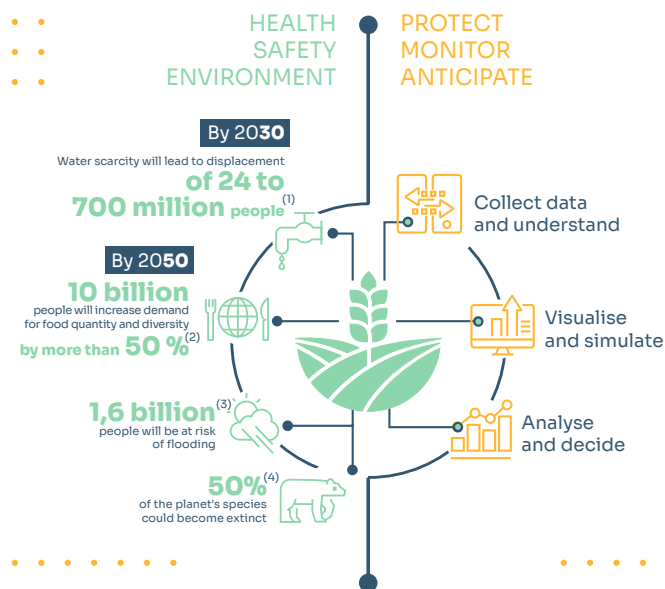 HEALTH
SAFETY
ENVIRONMENT
PROTECT
MONITOR
ANTICIPATE
By 2030
Water scarcity will lead to displacement
of 24 to
700 million people(1)
By 2050
10 billion
people will increase demand
for food quantity and diversity
by more than 50 %(2)
1,6 billion(3)
people will be at risk
of flooding
50%(4)
of the planet's species
could become extinct
Collect data
and understand
Visualise
and simulate
Analyse
and decide